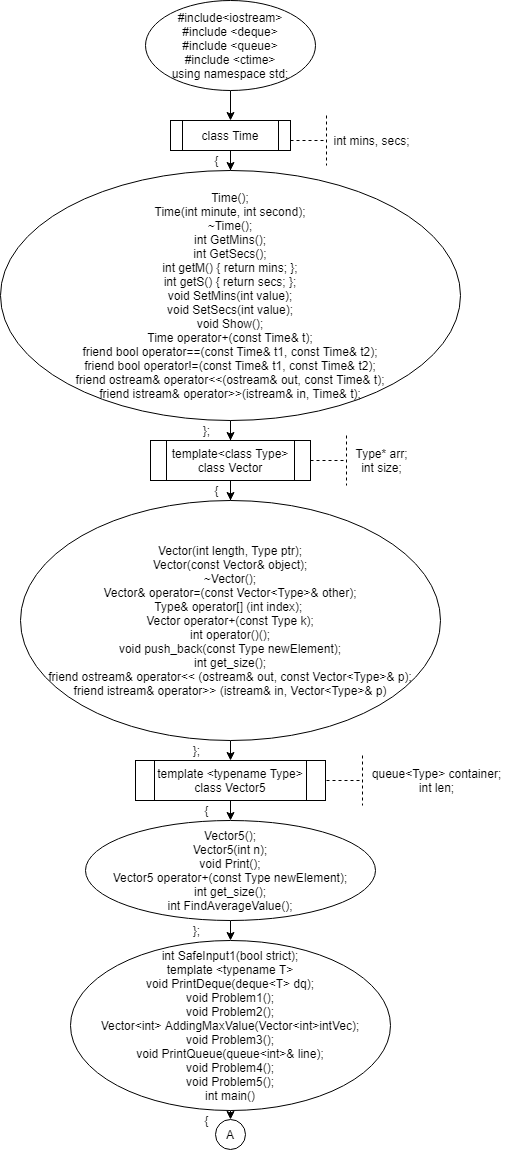 #include<iostream>
#include <deque>
#include <queue>
#include <ctime>
using namespace std;
class Time
int mins, secs;
{
Time();
Time(int minute, int second);
~Time();
int GetMins();
int GetSecs();
int getM() { return mins; };
int getS() { return secs; };
void SetMins(int value);
void SetSecs(int value);
void Show();
Time operator+(const Time& t);
friend bool operator==(const Time& t1, const Time& t2);
friend bool operator!=(const Time& t1, const Time& t2);
friend ostream& operator<<(ostream& out, const Time& t);
friend istream& operator>>(istream& in, Time& t);
};
template<class Type>
class Vector
Type* arr;
int size;
{
Vector(int length, Type ptr);
Vector(const Vector& object);
~Vector();
Vector& operator=(const Vector<Type>& other);
Type& operator[] (int index);
Vector operator+(const Type k);
int operator()();
void push_back(const Type newElement);
int get_size();
friend ostream& operator<< (ostream& out, const Vector<Type>& p);
friend istream& operator>> (istream& in, Vector<Type>& p)
};
template <typename Type>
class Vector5
queue<Type> container;
int len;
{
Vector5();
Vector5(int n);
void Print();
Vector5 operator+(const Type newElement);
int get_size();
int FindAverageValue();
};
int SafeInput1(bool strict);
template <typename T>
void PrintDeque(deque<T> dq);
void Problem1();
void Problem2();
Vector<int> AddingMaxValue(Vector<int>intVec);
void Problem3();
void PrintQueue(queue<int>& line);
void Problem4();
void Problem5();
int main()
{
A